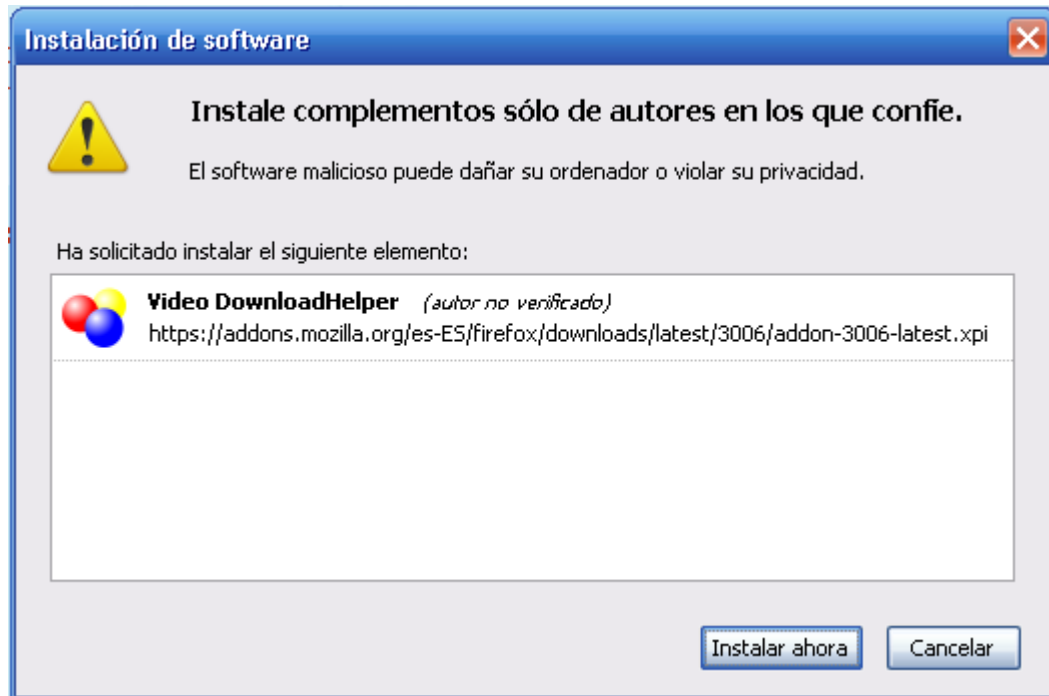 Instalación de software
Instale complementos sólo de autores en los que confíe.
El software malicioso puede dañar su ordenador o violar su privacidad.
Ha solicitado instalar el siguiente elemento:
Video DownloadHelper (autor no verificado)
https://addons.mozilla.org/es-ES/firefox/downloads/latest/3006/addon-3006-latest.xpi
Instalar ahora Cancelar